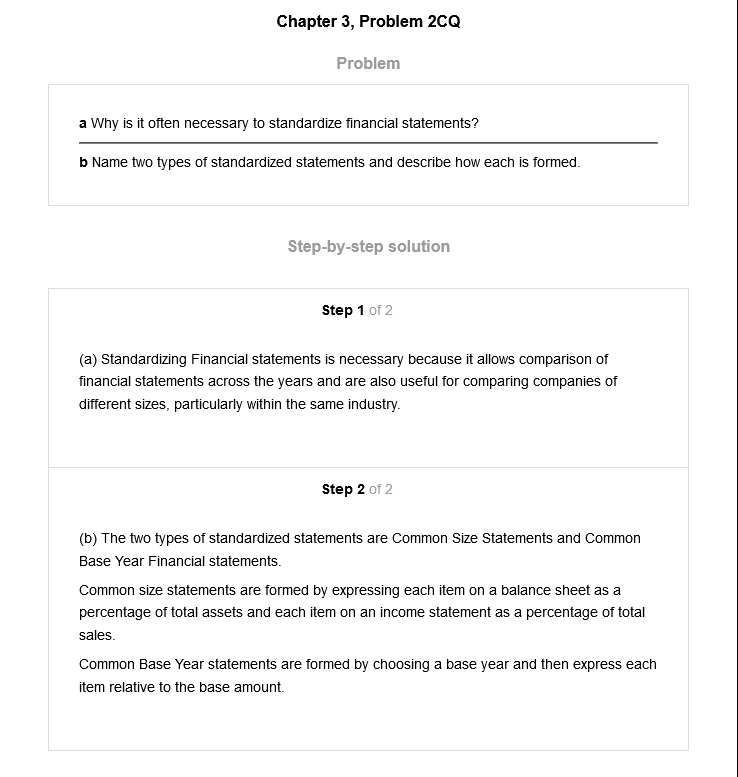 Chapter 3, Problem 2CQ
Problem
a Why is it often necessary to standardize financial statements?
b Name two types of standardized statements and describe how each is formed.
Step-by-step solution
Step 1 of 2
(a) Standardizing Financial statements is necessary because it allows comparison of
financial statements across the years and are also useful for comparing companies of
different sizes, particularly within the same industry.
Step 2 of 2
(b) The two types of standardized statements are Common Size Statements and Common
Base Year Financial statements.
Common size statements are formed by expressing each item on a balance sheet as a
percentage of total assets and each item on an income statement as a percentage of total
sales.
Common Base Year statements are formed by choosing a base year and then express each
item relative to the base amount.